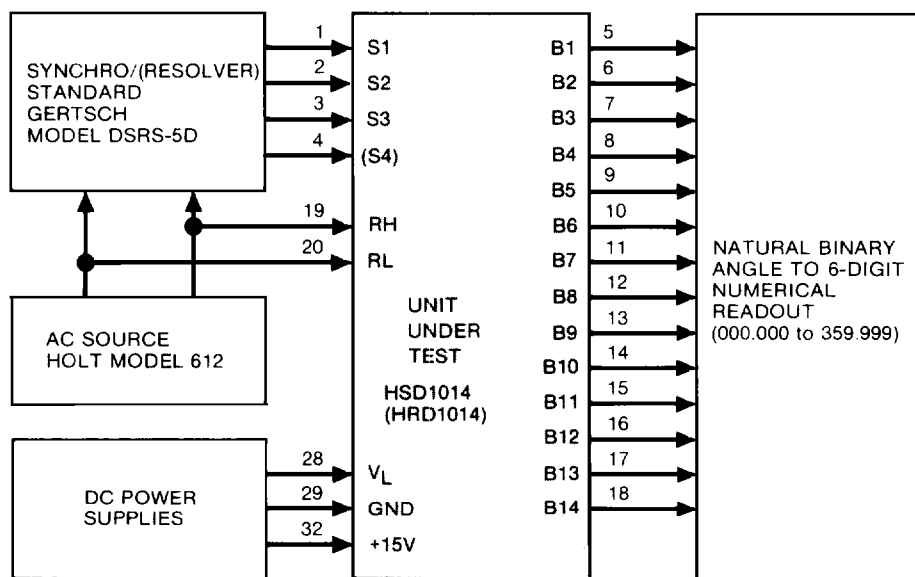 SYNCHRO/(RESOLVER)
STANDARD
GERTSCH
MODEL DSRS-5D
AC SOURCE
HOLT MODEL 612
DC POWER
SUPPLIES
1
2
3
4
19
20
28
29
32
S1
S2
S3
(S4)
RH
RL
UNIT
UNDER
TEST
HSD1014
(HRD1014)
VL
GND
+15V
B1
B2
B3
B4
B5
B6
B7
B8
B9
B10
B11
B12
B13
B14
5
6
7
8
9
10
11
12
13
14
15
16
17
18
NATURAL BINARY
ANGLE TO 6-DIGIT
NUMERICAL
READOUT
(000.000 to 359.999)